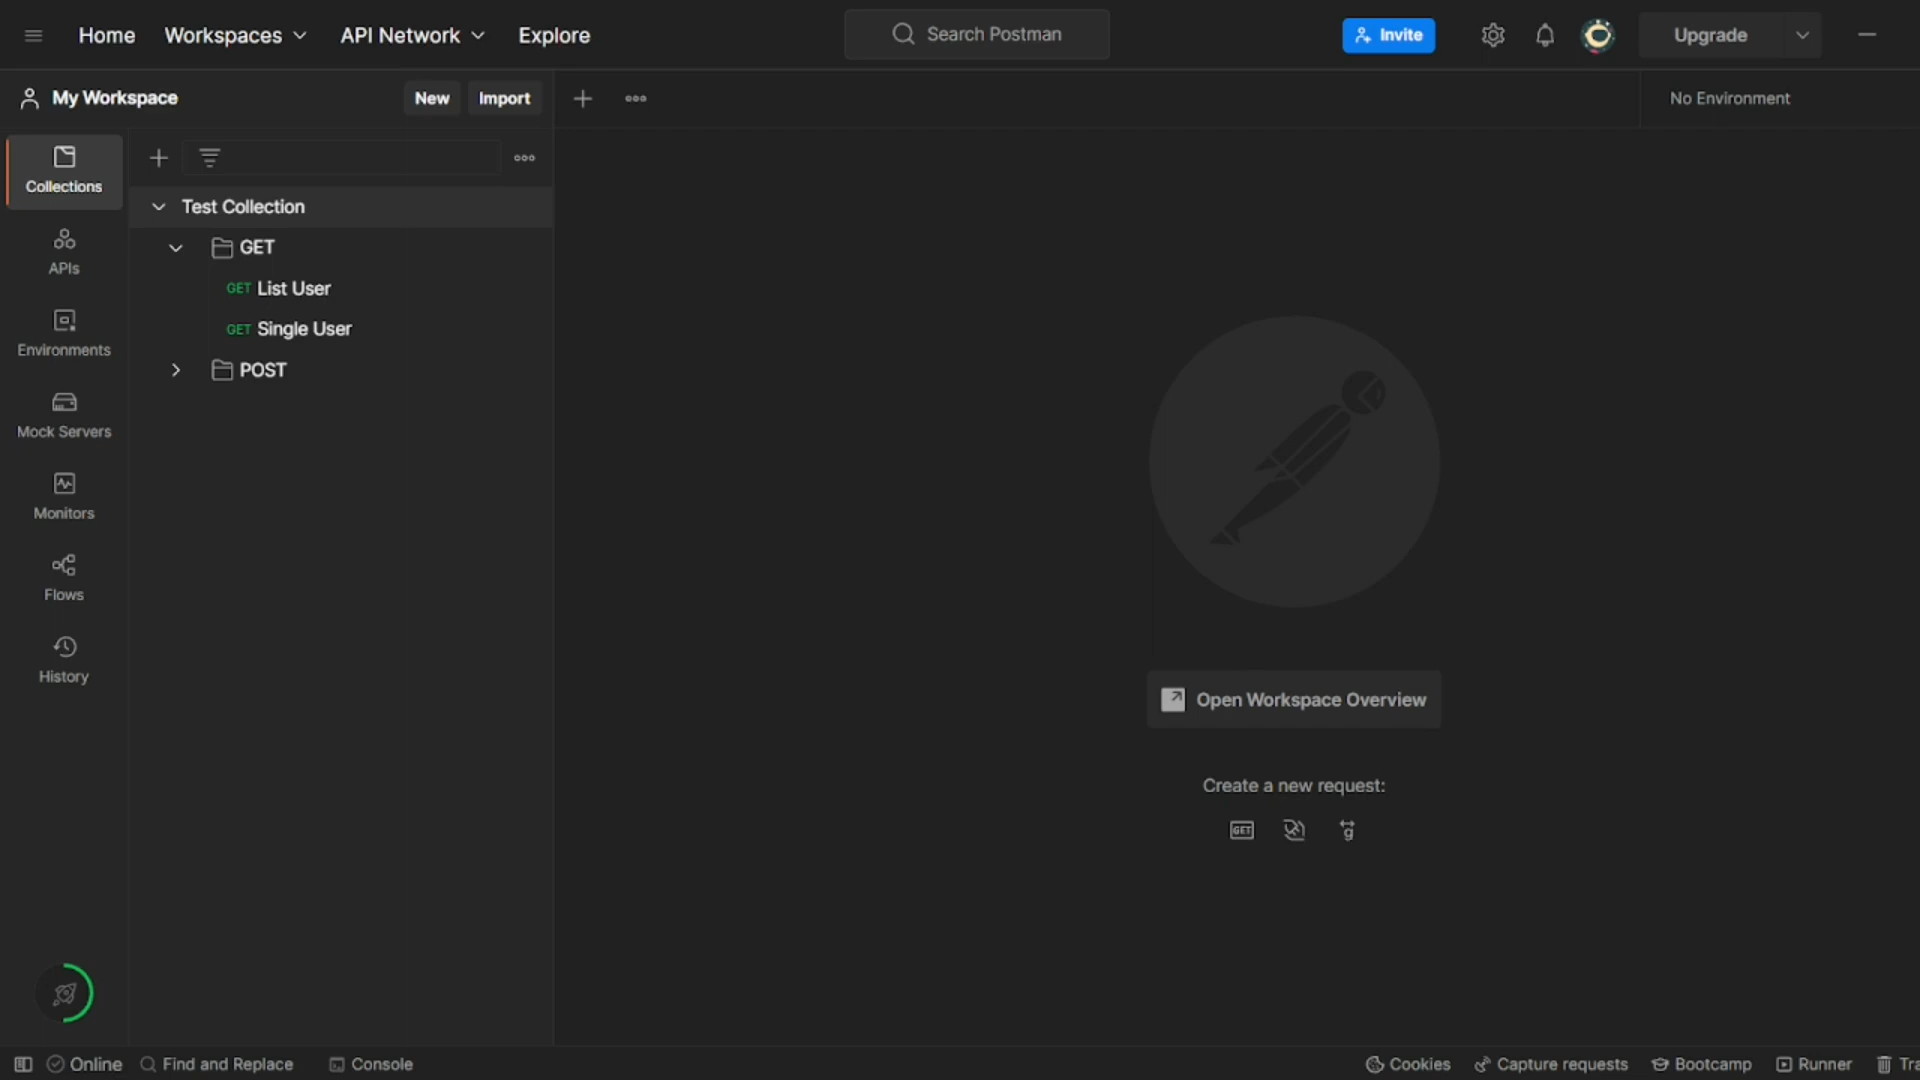 Home Workspaces API Network Explore Search Postman Invite Upgrade
My Workspace New Import No Environment
Collections
APIs
Environments
Mock Servers
Monitors
Flows
History
Test Collection
GET
GET List User
GET Single User
POST
Open Workspace Overview
Create a new request:
GET
g
Online Find and Replace Console Cookies Capture requests Bootcamp Runner Tra